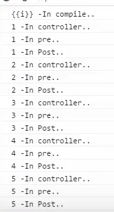 {{i}} -In compile..
1 -In controller..
1 -In pre..
1 -In Post..
2 -In controller..
2 -In pre..
2 -In Post..
3 -In controller..
3 -In pre..
3 -In Post..
4 -In controller..
4 -In pre..
4 -In Post..
5 -In controller..
5 -In pre..
5 -In Post..